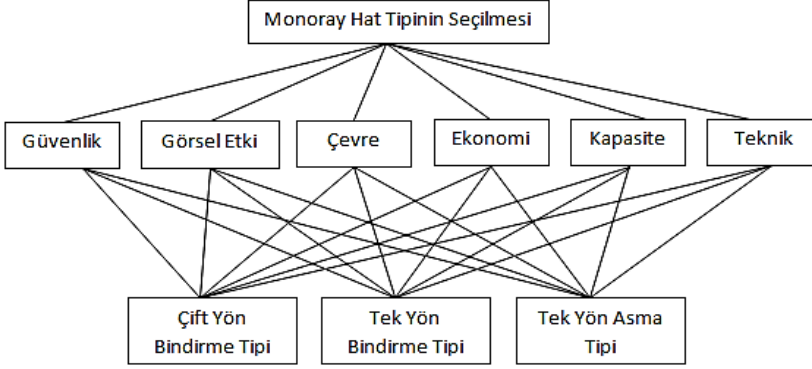 Monoray Hat Tipinin Seçilmesi
Güvenlik
Görsel Etki
Çevre
Ekonomi
Kapasite
Teknik
Çift Yön
Bindirme Tipi
Tek Yön
Bindirme Tipi
Tek Yön Asma
Tipi